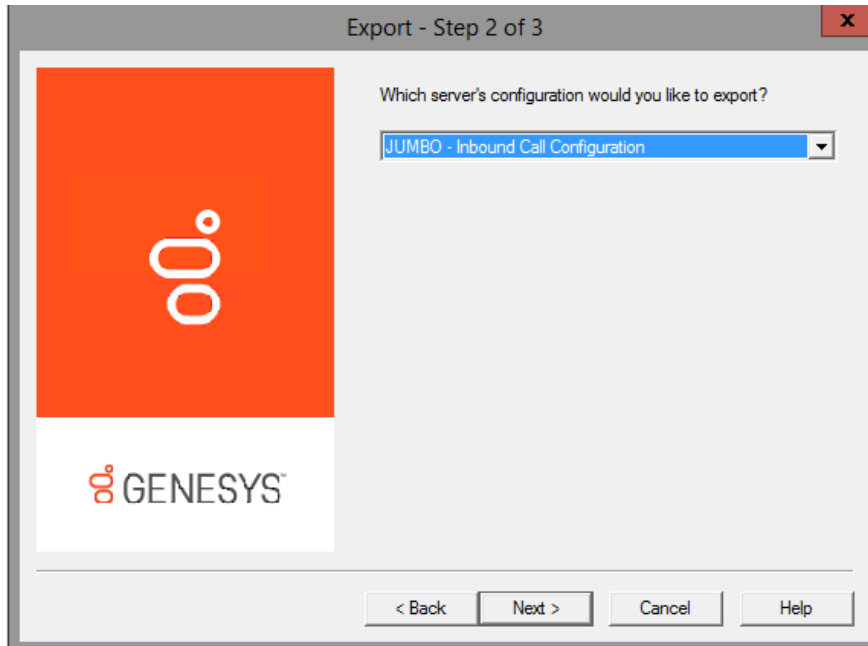 Export - Step 2 of 3
x
Which server's configuration would you like to export?
JUMBO - Inbound Call Configuration
GENESYS™
< Back Next > Cancel Help